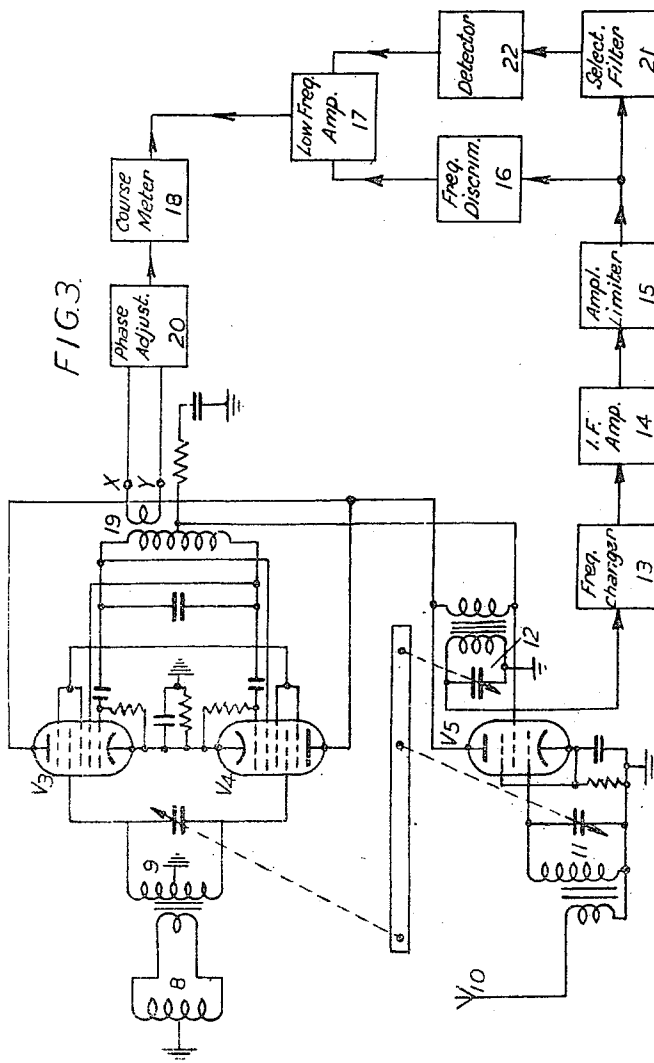 FIG.3.
V3
V4
V5
8
9
V10
11
12
19
X
Y
Phase
Adjust.
20
Course
Meter
18
Low Freq.
Amp.
17
Freq.
Discrim.
16
Detector
22
Select.
Filter
21
Ampl.
Limiter
15
I.F.
Amp.
14
Freq.
changer
13